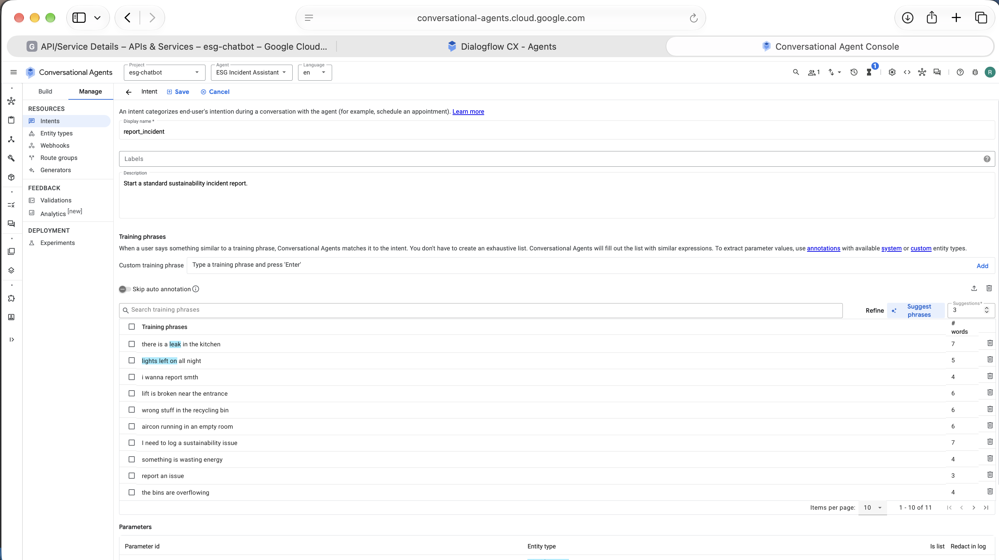 conversational-agents.cloud.google.com
G API/Service Details – APIs & Services – esg-chatbot – Google Cloud...
Dialogflow CX - Agents
Conversational Agent Console
Conversational Agents
Project
esg-chatbot
Agent
ESG Incident Assistant
Language
en
1
1
R
Build
Manage
Intent
Save
Cancel
RESOURCES
Intents
Entity types
Webhooks
Route groups
Generators
FEEDBACK
Validations
Analytics [new]
DEPLOYMENT
Experiments
An intent categorizes end-user's intention during a conversation with the agent (for example, schedule an appointment). Learn more
Display name *
report_incident
Labels
Description
Start a standard sustainability incident report.
Training phrases
When a user says something similar to a training phrase, Conversational Agents matches it to the intent. You don't have to create an exhaustive list. Conversational Agents will fill out the list with similar expressions. To extract parameter values, use annotations with available system or custom entity types.
Custom training phrase
Type a training phrase and press 'Enter'
Add
Skip auto annotation
Search training phrases
Refine
Suggest
phrases
Suggestions*
3
Training phrases
#
words
there is a leak in the kitchen
7
lights left on all night
5
i wanna report smth
4
lift is broken near the entrance
6
wrong stuff in the recycling bin
6
aircon running in an empty room
6
I need to log a sustainability issue
7
something is wasting energy
4
report an issue
3
the bins are overflowing
4
Items per page:
10
1 - 10 of 11
Parameters
Parameter id
Entity type
Is list
Redact in log